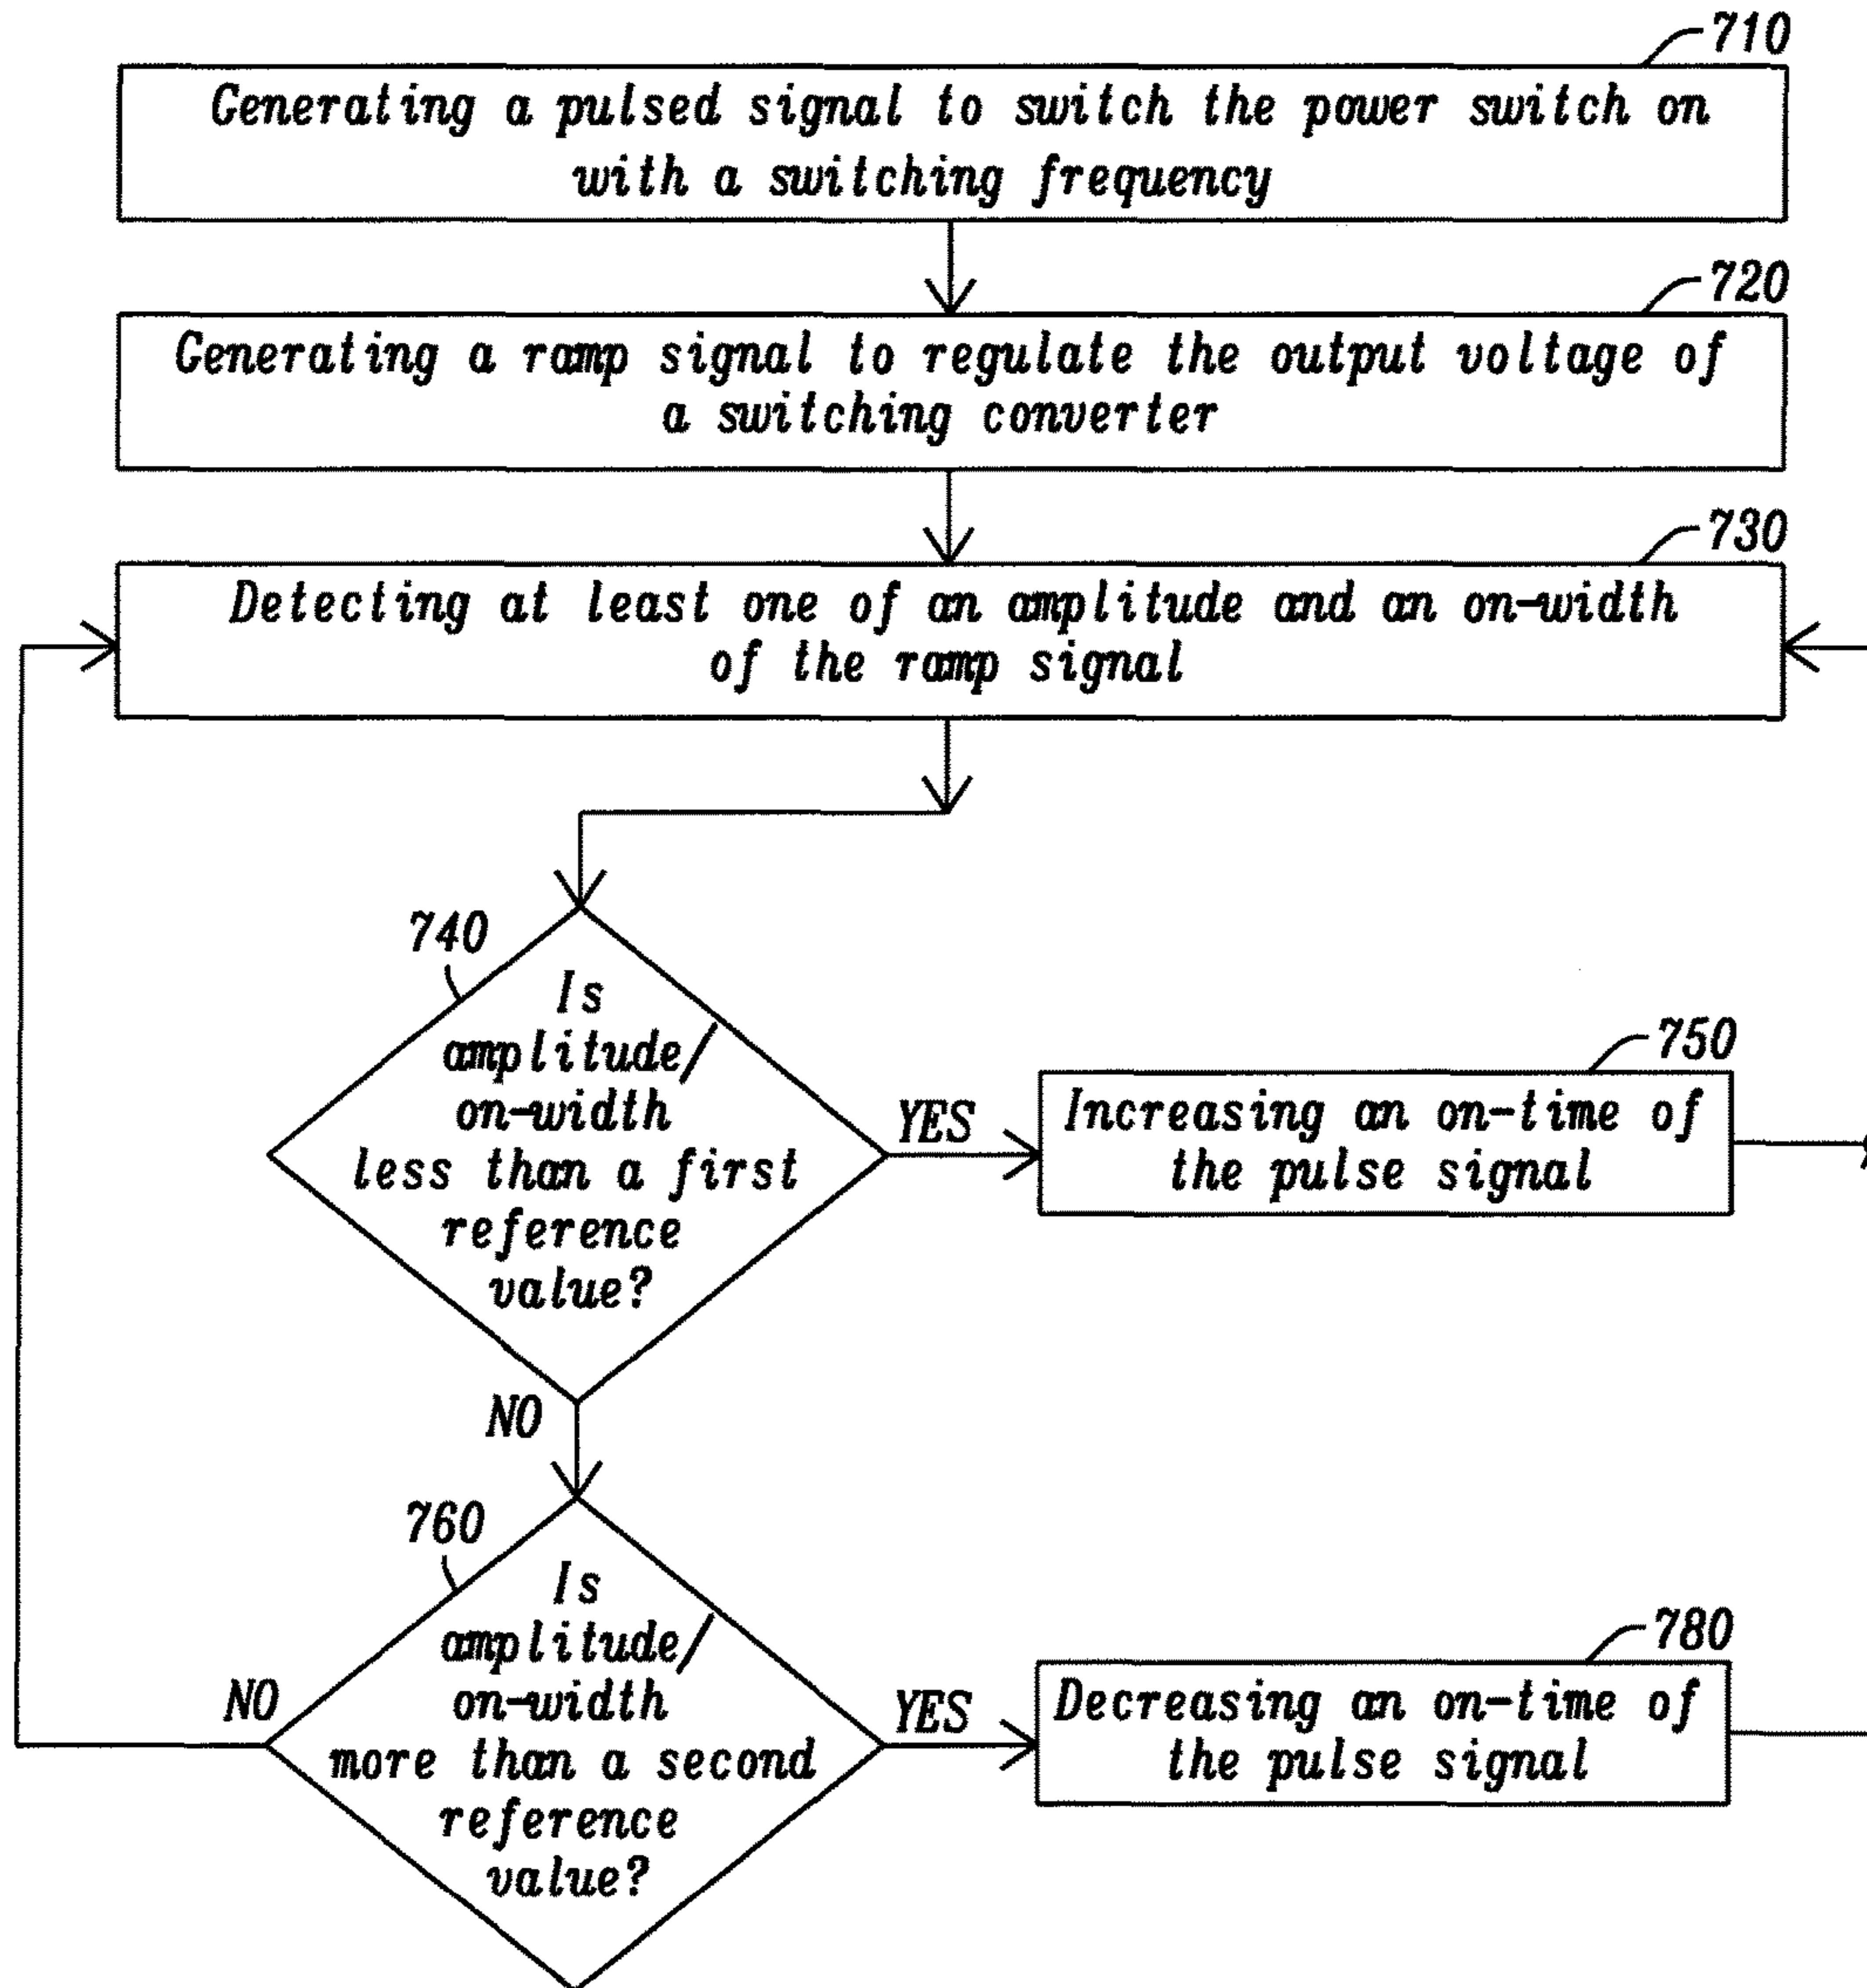 710
Generating a pulsed signal to switch the power switch on
with a switching frequency
720
Generating a ramp signal to regulate the output voltage of
a switching converter
730
Detecting at least one of an amplitude and an on-width
of the ramp signal
740
Is
amplitude/
on-width
less than a first
reference
value?
YES
750
Increasing an on-time of
the pulse signal
NO
760
Is
amplitude/
on-width
more than a second
reference
value?
NO
YES
780
Decreasing an on-time of
the pulse signal